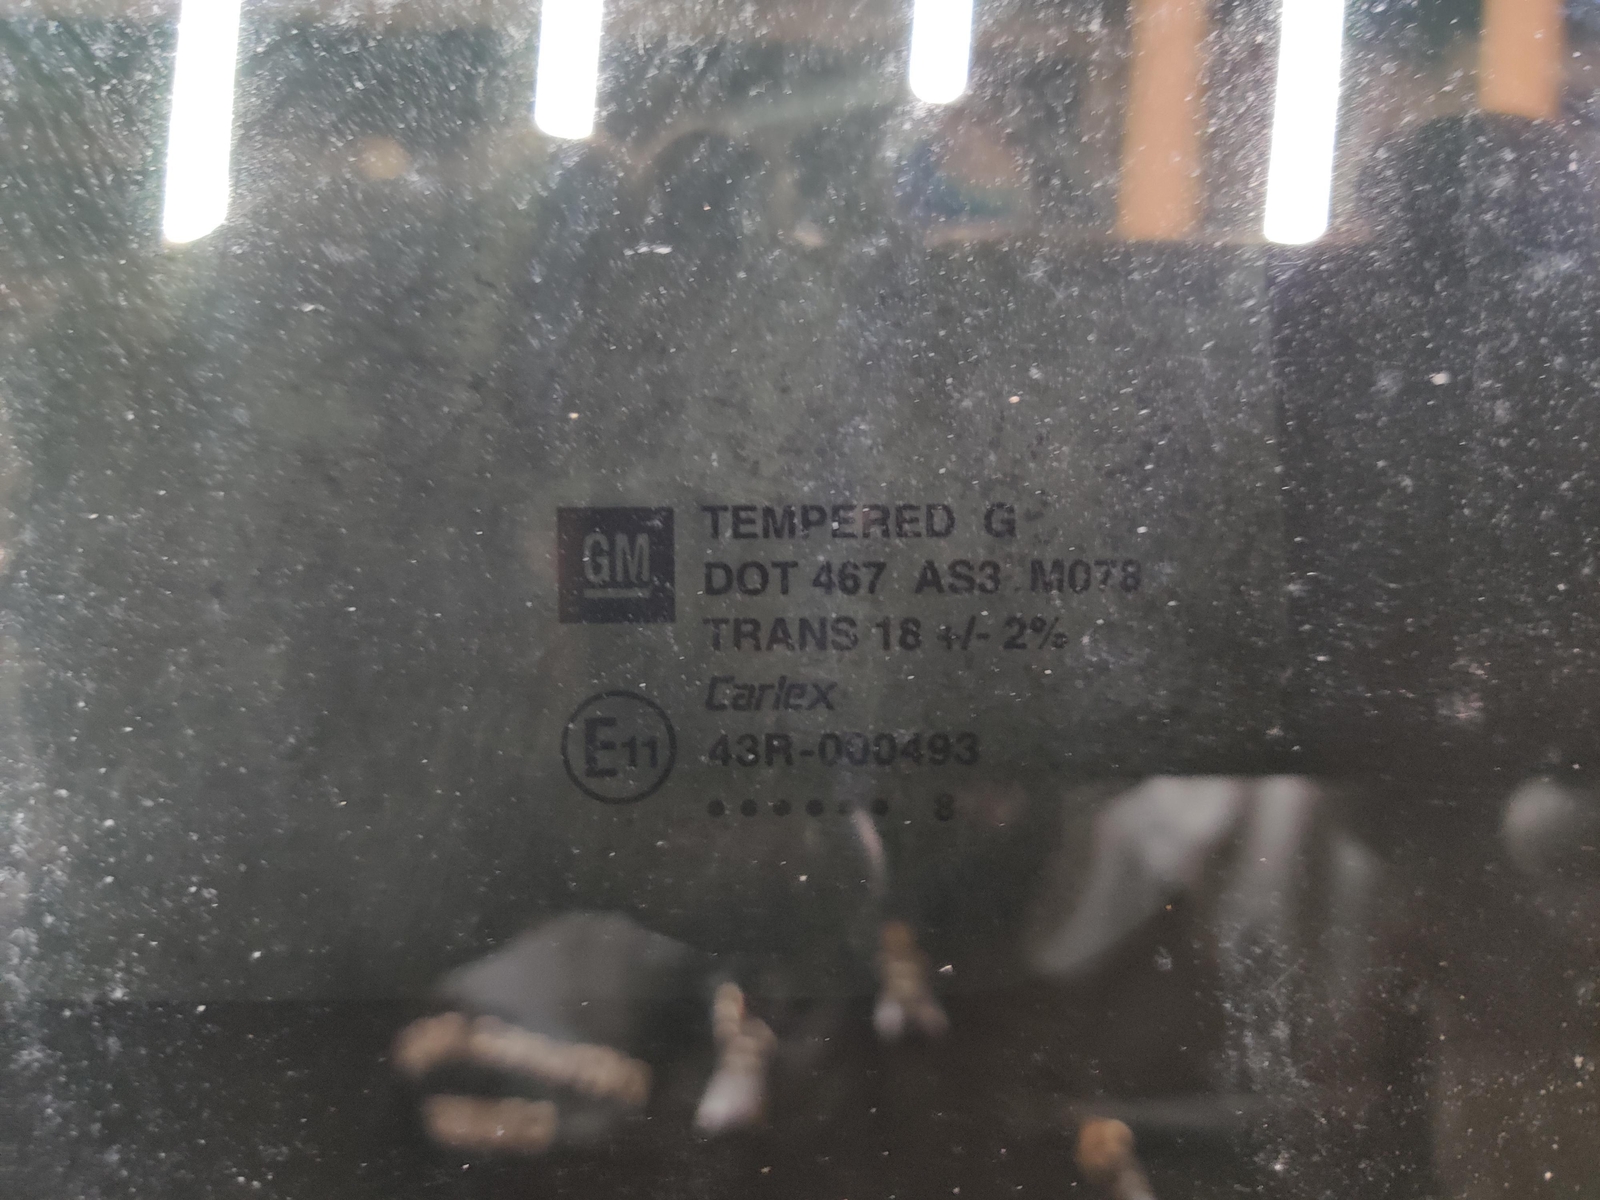 GM
TEMPERED G
DOT 467 AS3 M078
TRANS 18 +/- 2%
Carlex
E11
43R-000493
•••••• 8